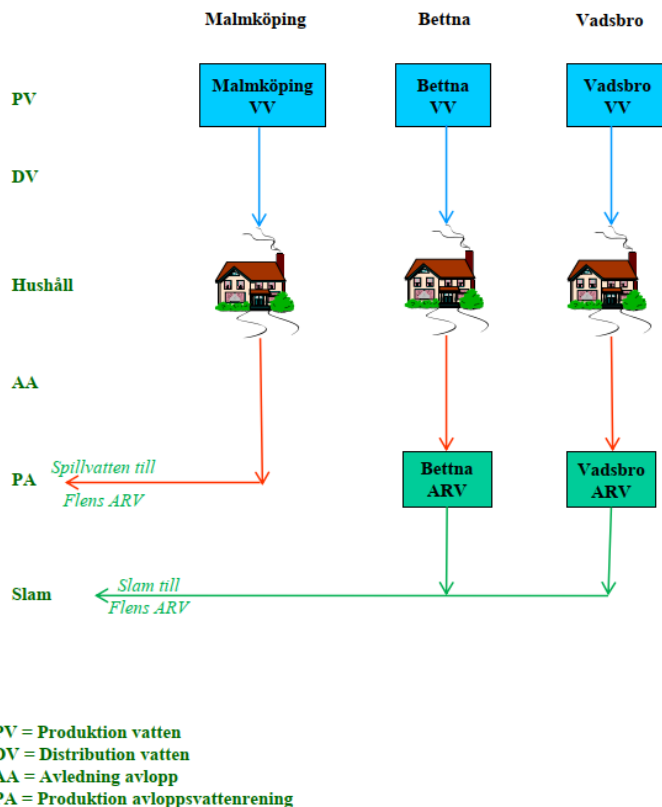 Malmköping Bettna Vadsbro
PV
Malmköping
VV
Bettna
VV
Vadsbro
VV
DV
Hushåll
AA
PA
Spillvatten till
Flens ARV
Bettna
ARV
Vadsbro
ARV
Slam
Slam till
Flens ARV
PV = Produktion vatten
DV = Distribution vatten
AA = Avledning avlopp
PA = Produktion avloppsvattenrening